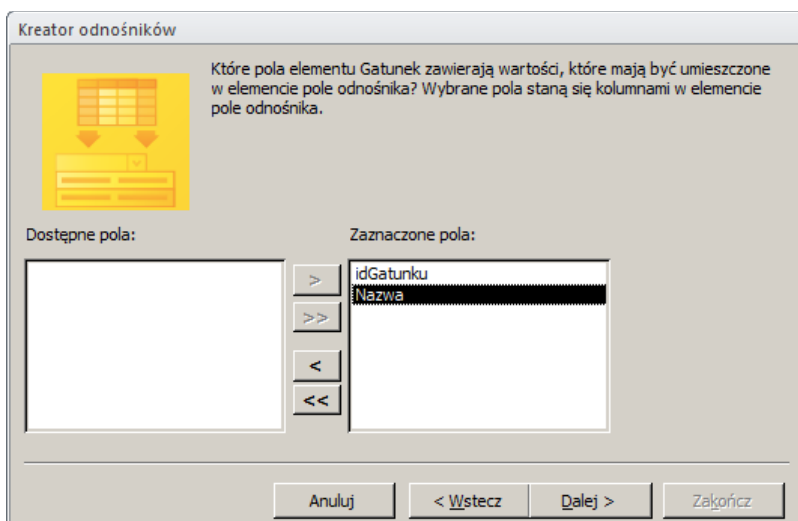 Kreator odnośników
Które pola elementu Gatunek zawierają wartości, które mają być umieszczone
w elemencie pole odnośnika? Wybrane pola staną się kolumnami w elemencie
pole odnośnika.
Dostępne pola:
Zaznaczone pola:
>
>>
<
<<
idGatunku
Nazwa
Anuluj
< Wstecz
Dalej >
Zakończ